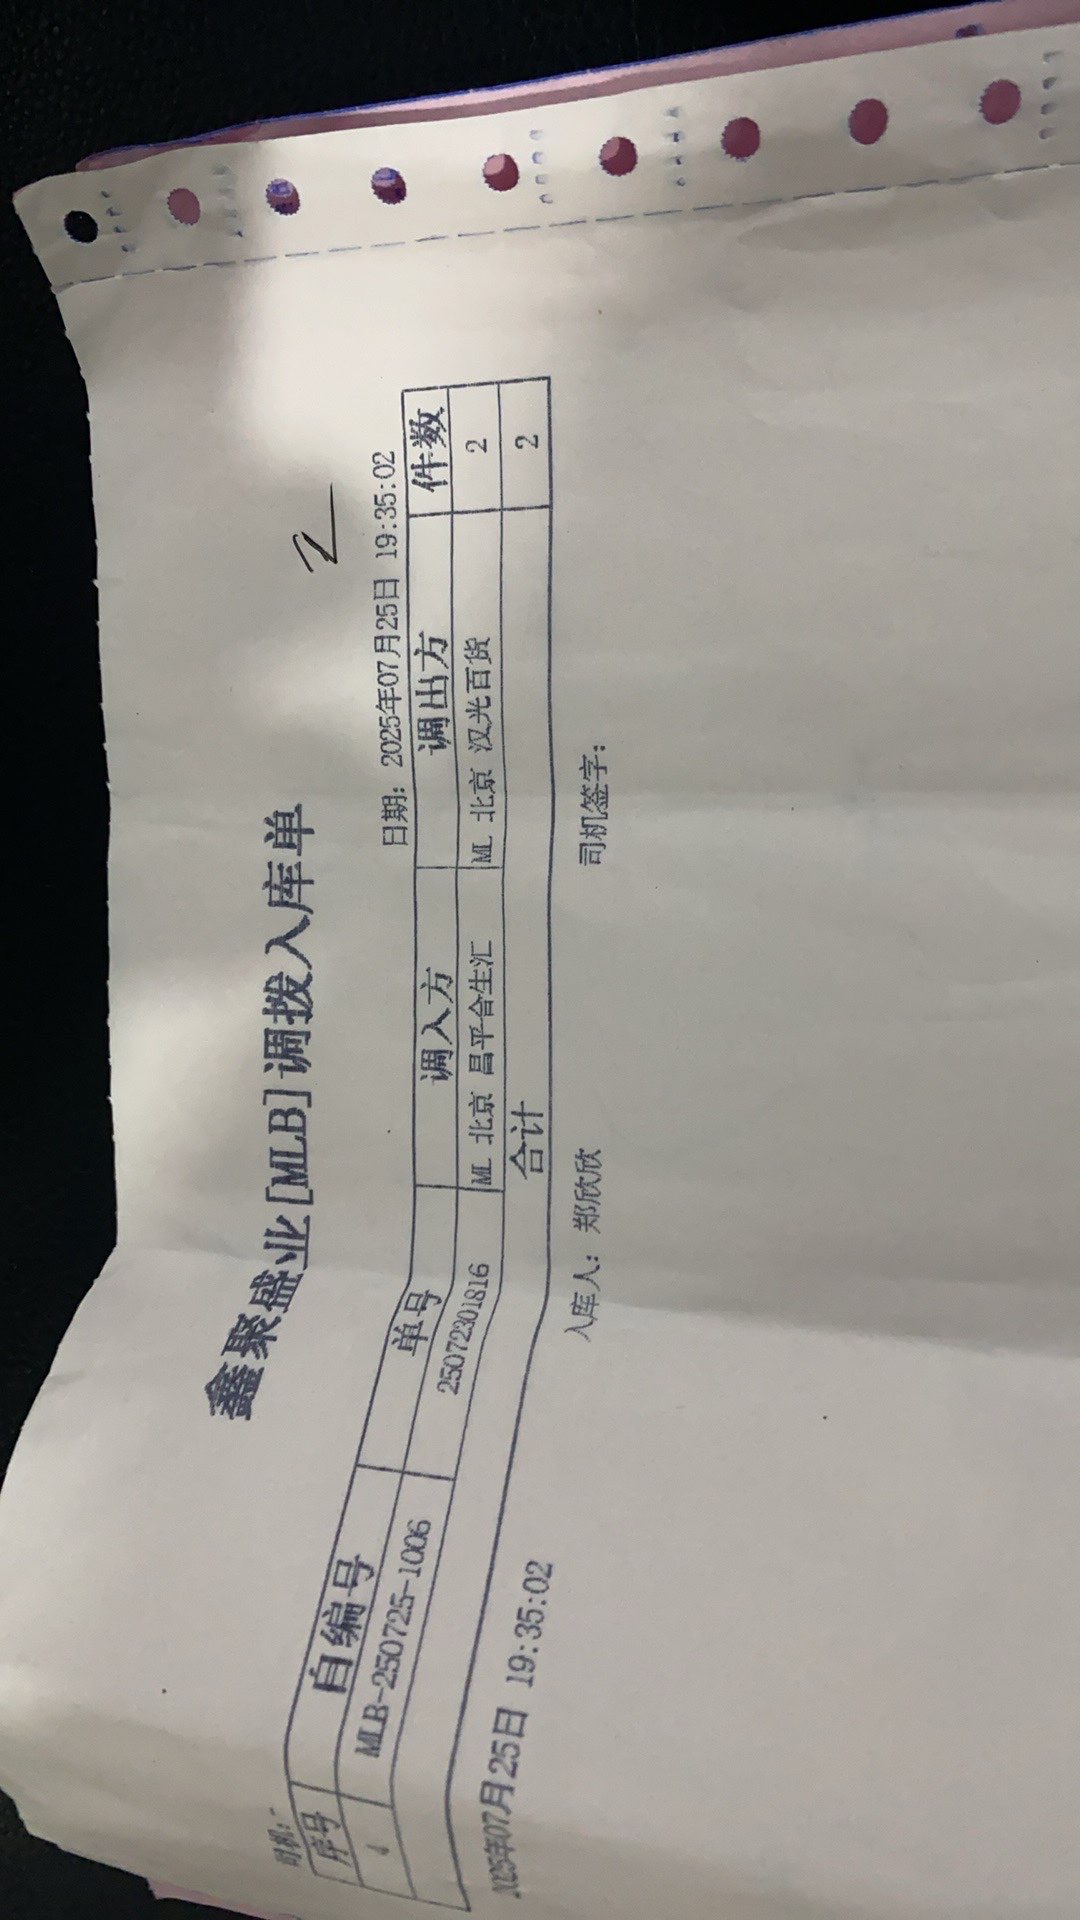 鑫聚盛业[MLB]调拨入库单
2
司机:-
日期: 2025年07月25日 19:35:02
序号 自编号 单号 调入方 调出方 件数
MLB-250725-1006 25072301816 ML 北京 昌平合生汇 ML 北京 汉光百货 2
合计 2
2025年07月25日 19:35:02 入库人: 郑欣欣 司机签字: